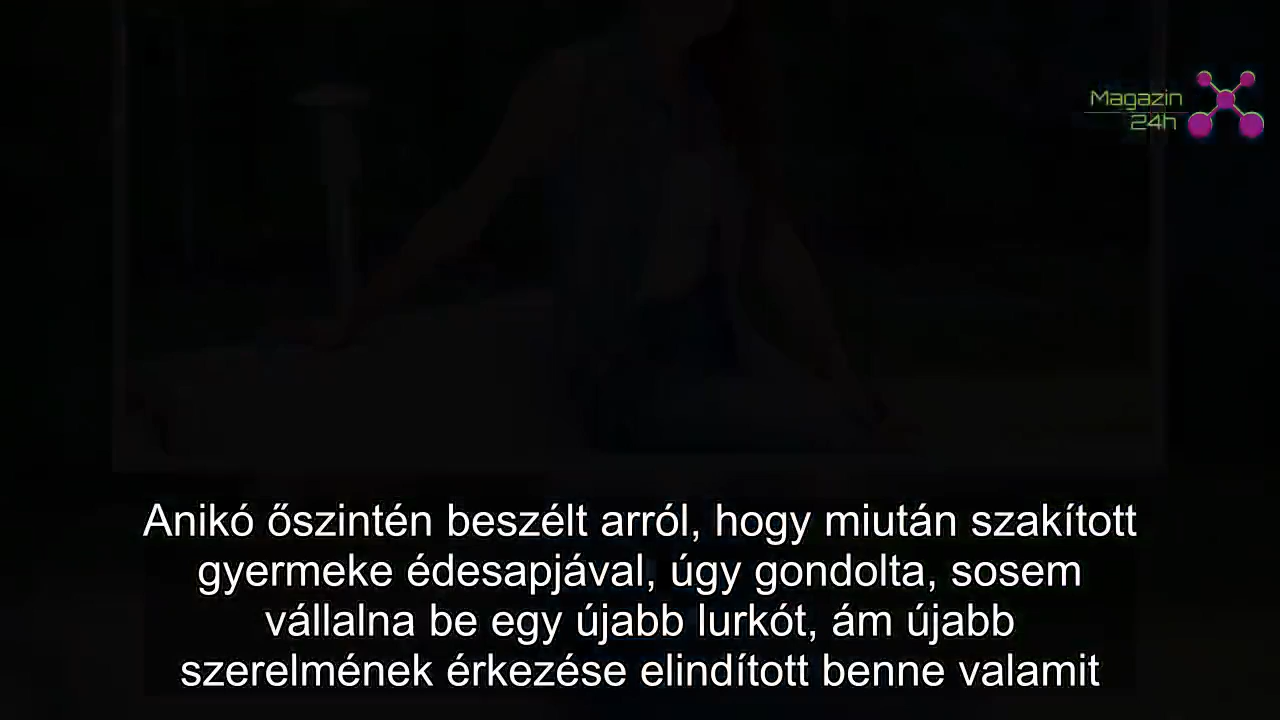 Magazin
24h
Anikó őszintén beszélt arról, hogy miután szakított
gyermeke édesapjával, úgy gondolta, sosem
vállalna be egy újabb lurkót, ám újabb
szerelmének érkezése elindított benne valamit